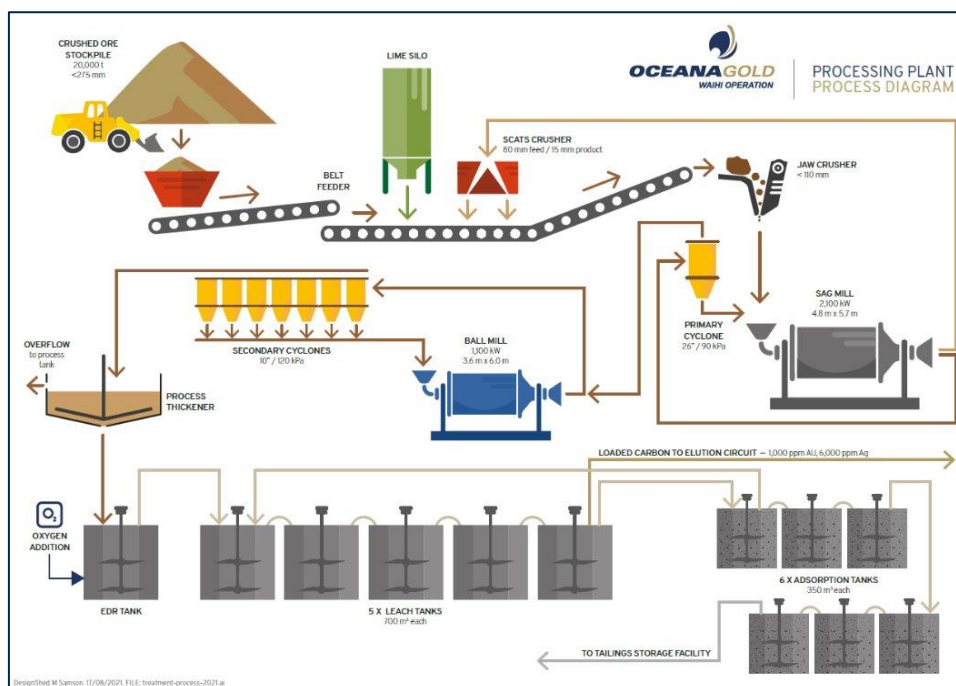 CRUSHED ORE
STOCKPILE
20,000 t
<275 mm
LIME SILO
OCEANAGOLD
WAIHI OPERATION
PROCESSING PLANT
PROCESS DIAGRAM
SCATS CRUSHER
80 mm feed / 15 mm product
BELT
FEEDER
JAW CRUSHER
< 110 mm
SAG MILL
2,100 kW
4.8 m x 5.7 m
PRIMARY
CYCLONE
26" / 90 kPa
SECONDARY CYCLONES
10" / 120 kPa
BALL MILL
1,100 kW
3.6 m x 6.0 m
OVERFLOW
to process
tank
PROCESS
THICKENER
LOADED CARBON TO ELUTION CIRCUIT – 1,000 ppm AU, 6,000 ppm Ag
O₂
OXYGEN
ADDITION
EDR TANK
5 X LEACH TANKS
700 m³ each
6 X ADSORPTION TANKS
350 m³ each
TO TAILINGS STORAGE FACILITY
DesignShed M Samson. 17/08/2021. FILE: treatment-process-2021.ai